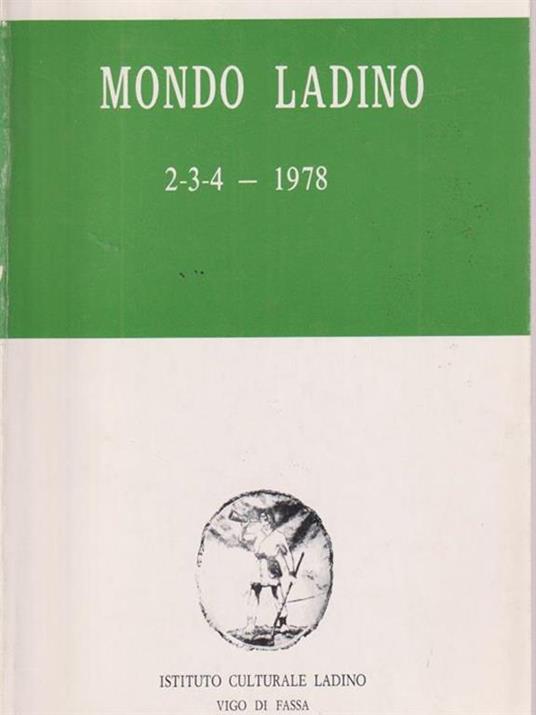 MONDO LADINO
2-3-4 — 1978
ISTITUTO CULTURALE LADINO
VIGO DI FASSA